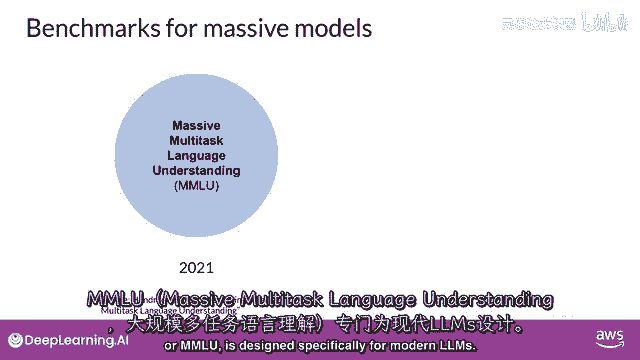 Benchmarks for massive models
Massive
Multitask
Language
Understanding
(MMLU)
2021
Multitask Language Understanding
MMLU（Massive Multitask Language Understanding
，大规模多任务语言理解）专门为现代LLMs设计。
or MMLU, is designed specifically for modern LLMs.
DeepLearning.AI
aws